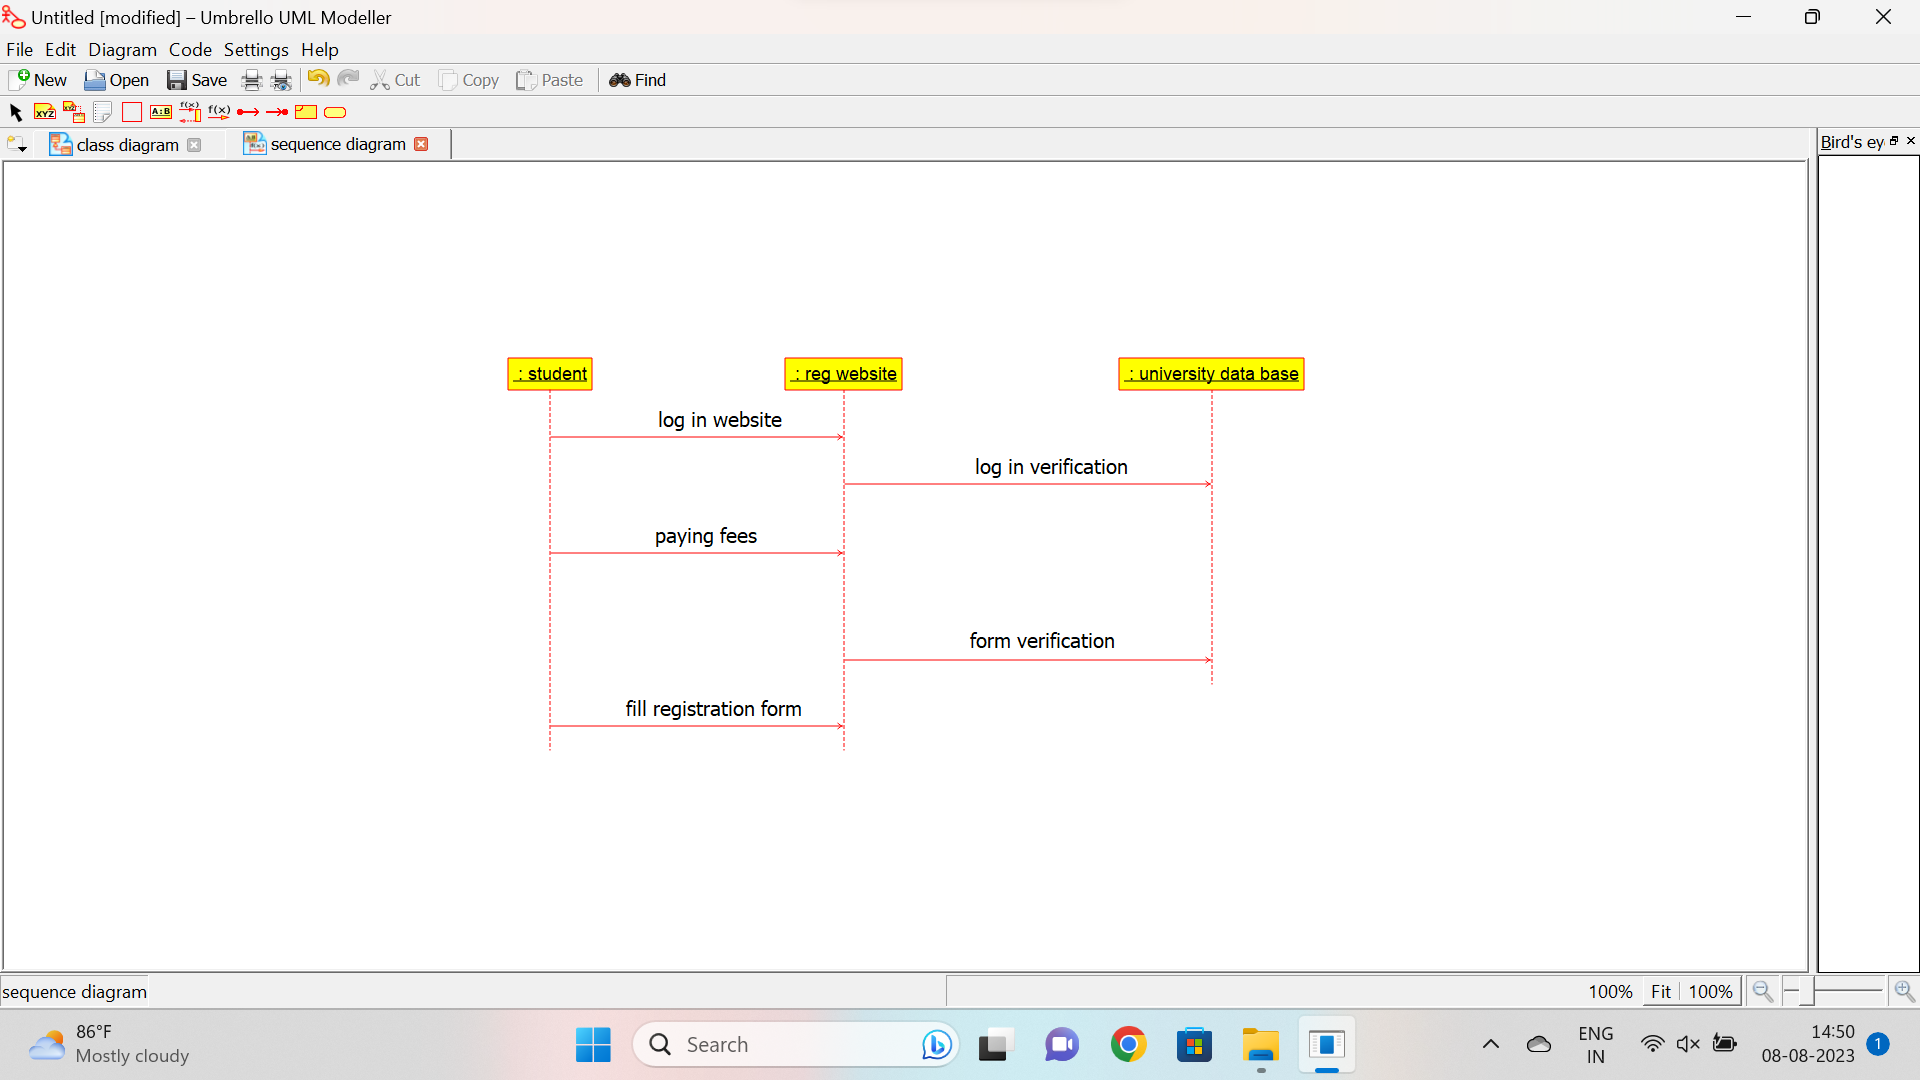 Untitled [modified] – Umbrello UML Modeller
File Edit Diagram Code Settings Help
New Open Save Cut Copy Paste Find
XYZ XYZ A:B f(x) f(x)
class diagram sequence diagram
Bird's ey
: student : reg website : university data base
log in website
log in verification
paying fees
form verification
fill registration form
sequence diagram 100% Fit 100%
86°F
Mostly cloudy
Search
ENG
IN
14:50
08-08-2023
1